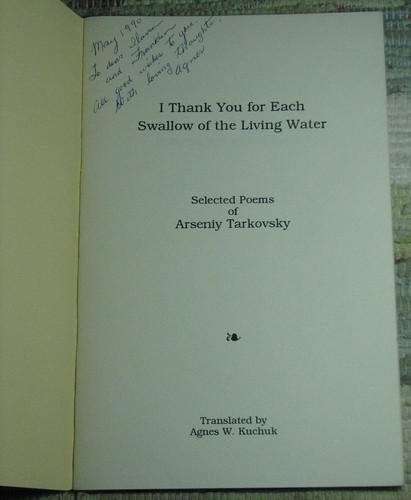 May 1990
To dear
and Franklin
All good wishes to you
With loving thoughts,
Agnes
I Thank You for Each
Swallow of the Living Water
Selected Poems
of
Arseniy Tarkovsky
Translated by
Agnes W. Kuchuk